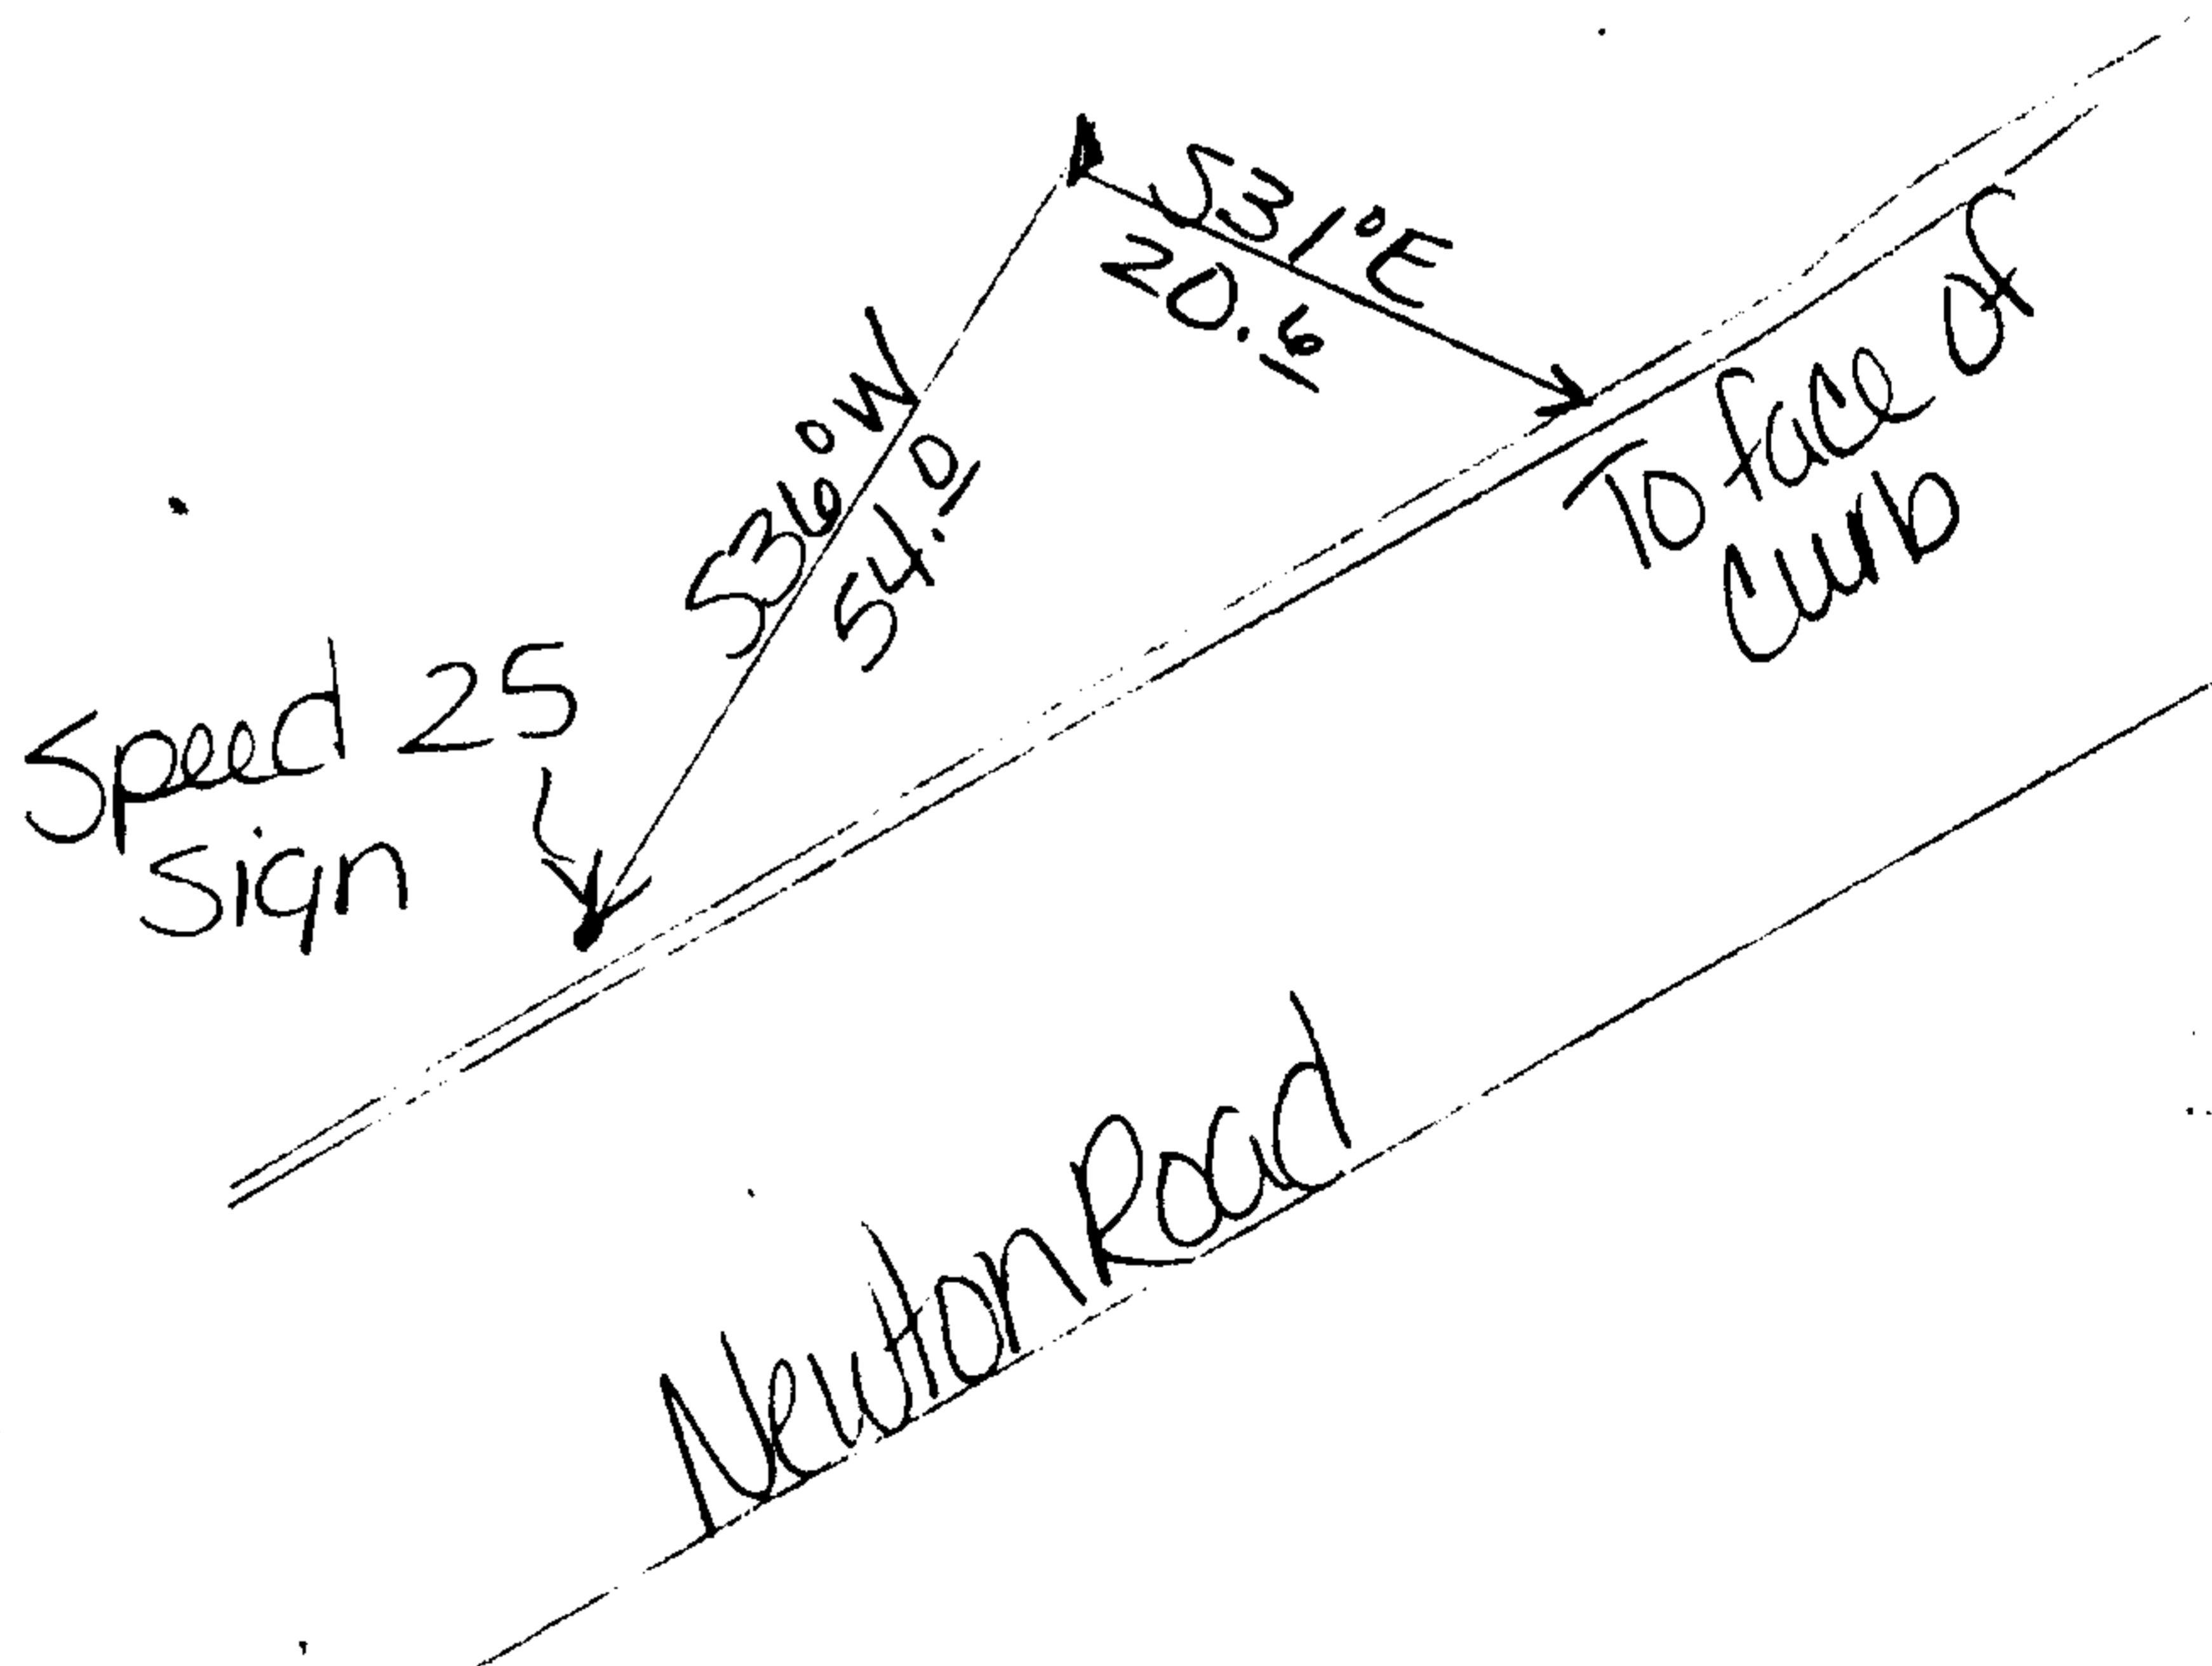 S31°E
20.6
S36°W
54.0
To face of
Curb
Speed 25
Sign
Newton Road